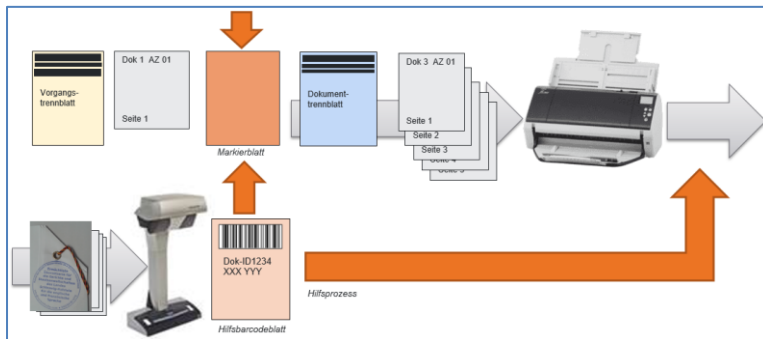 Vorgangs-
trennblatt
Dok 1 AZ 01
Seite 1
Markierblatt
Dokument-
trennblatt
Dok 3 AZ 01
Seite 1
Seite 2
Seite 3
Seite 4
Dok-ID1234
XXX YYY
Hilfsbarcodeblatt
Hilfsprozess